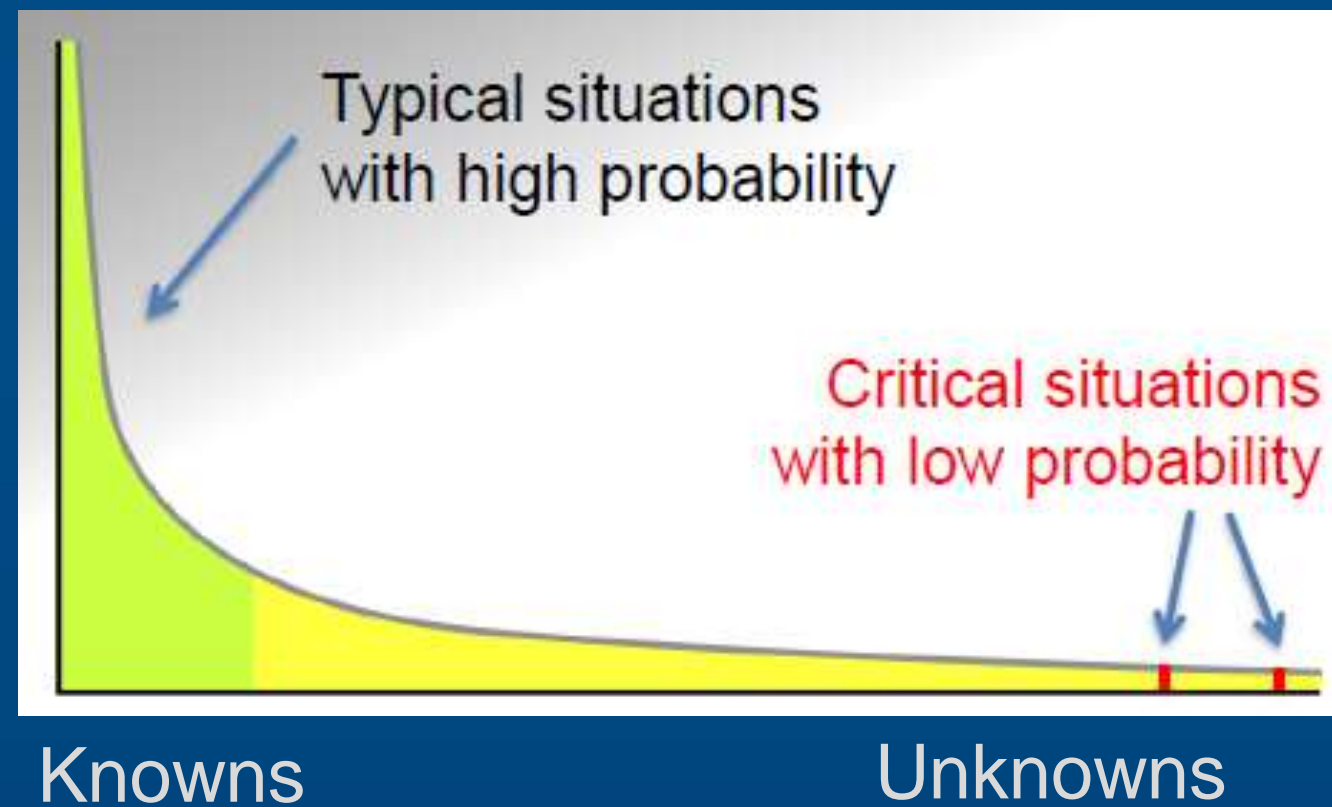 Typical situations
with high probability
Critical situations
with low probability
Knowns
Unknowns